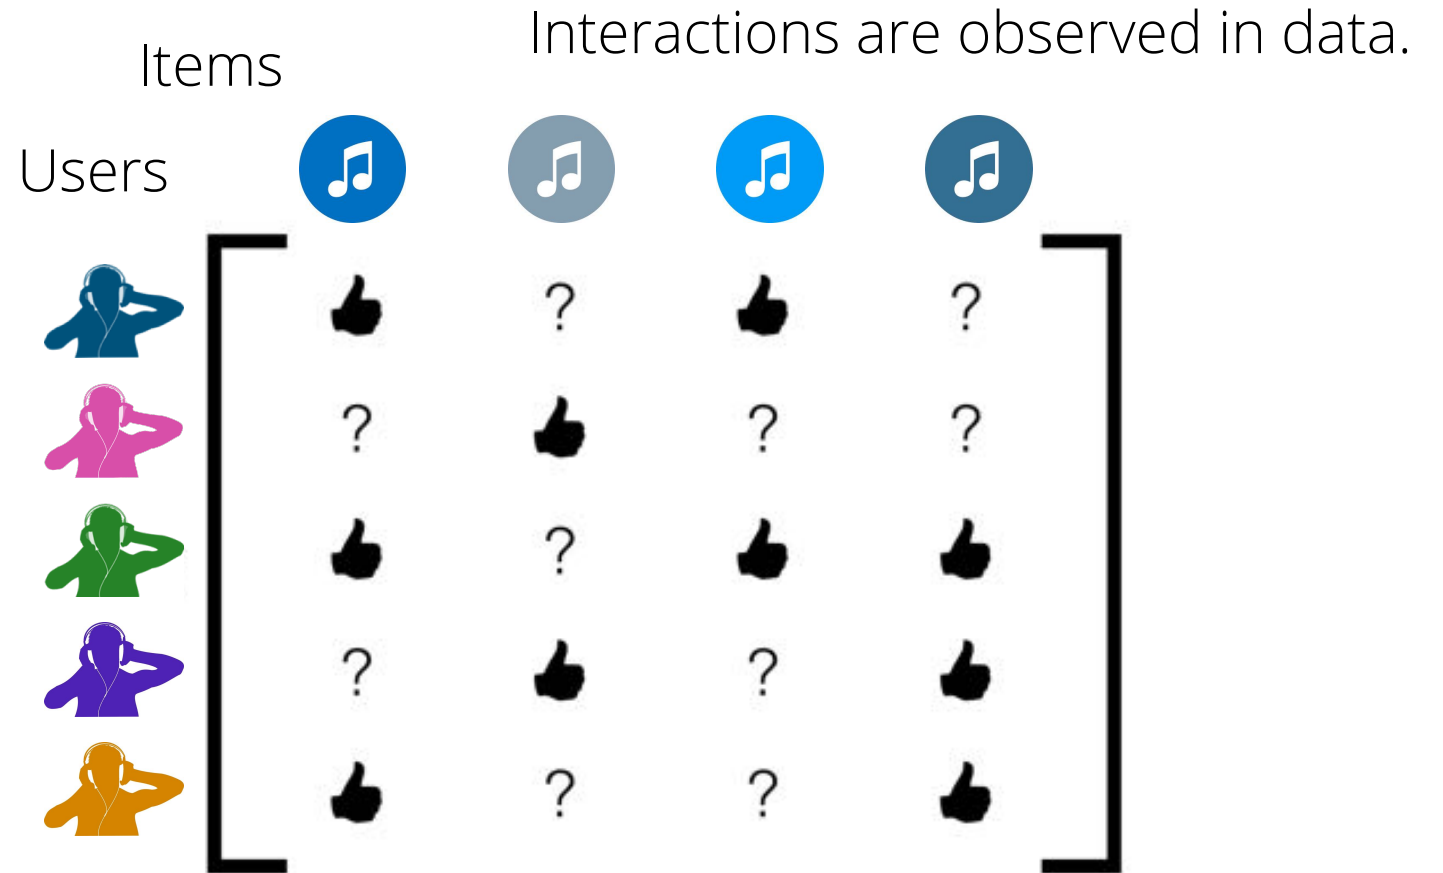 Interactions are observed in data.
Items
Users
? ?
? ? ?
?
? ?
? ?